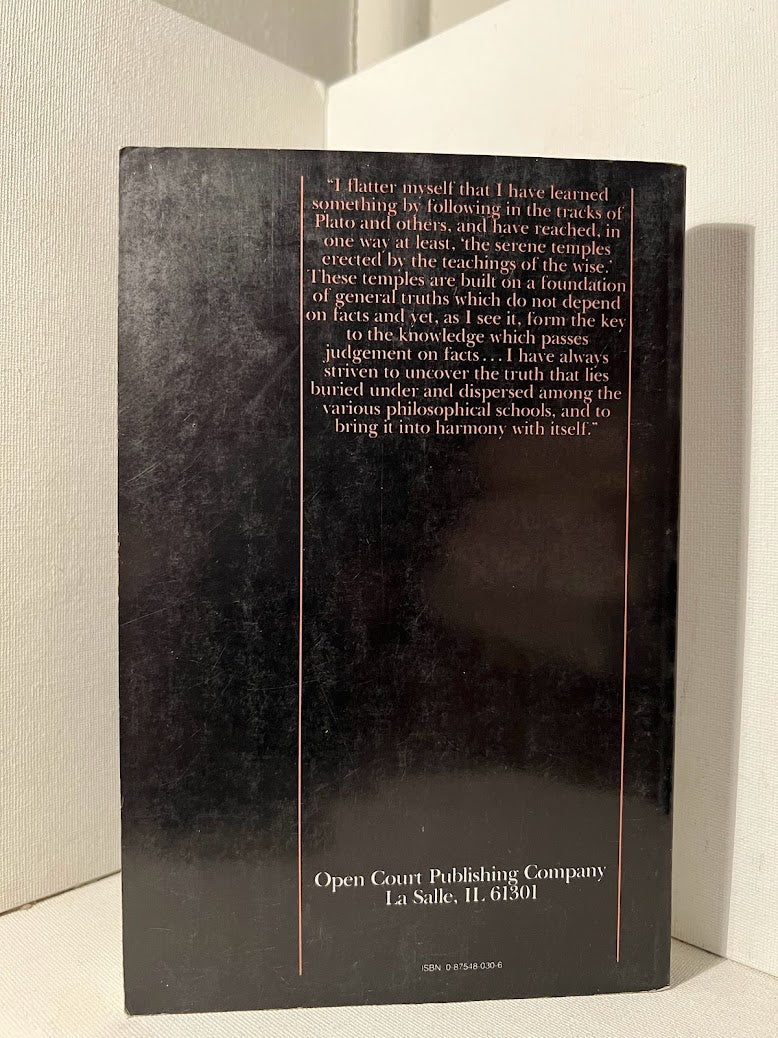 “I flatter myself that I have learned
something by following in the tracks of
Plato and others, and have reached, in
one way at least, ‘the serene temples
erected by the teachings of the wise.’
These temples are built on a foundation
of general truths which do not depend
on facts and yet, as I see it, form the key
to the knowledge which passes
judgement on facts... I have always
striven to uncover the truth that lies
buried under and dispersed among the
various philosophical schools, and to
bring it into harmony with itself.”
Open Court Publishing Company
La Salle, IL 61301
ISBN 0-87548-030-6